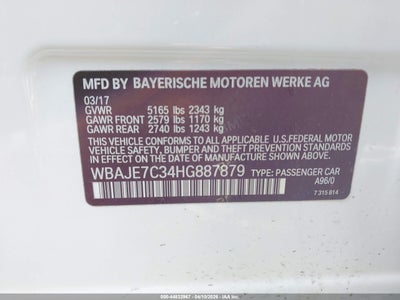 MFD BY BAYERISCHE MOTOREN WERKE AG
03/17
GVWR 5165 lbs 2343 kg
GAWR FRONT 2579 lbs 1170 kg
GAWR REAR 2740 lbs 1243 kg
THIS VEHICLE CONFORMS TO ALL APPLICABLE U.S. FEDERAL MOTOR
VEHICLE SAFETY, BUMPER AND THEFT PREVENTION STANDARDS
IN EFFECT ON THE DATE OF MANUFACTURE SHOWN ABOVE.
WBAJE7C34HG887879 TYPE: PASSENGER CAR
A96/0
7 315 814